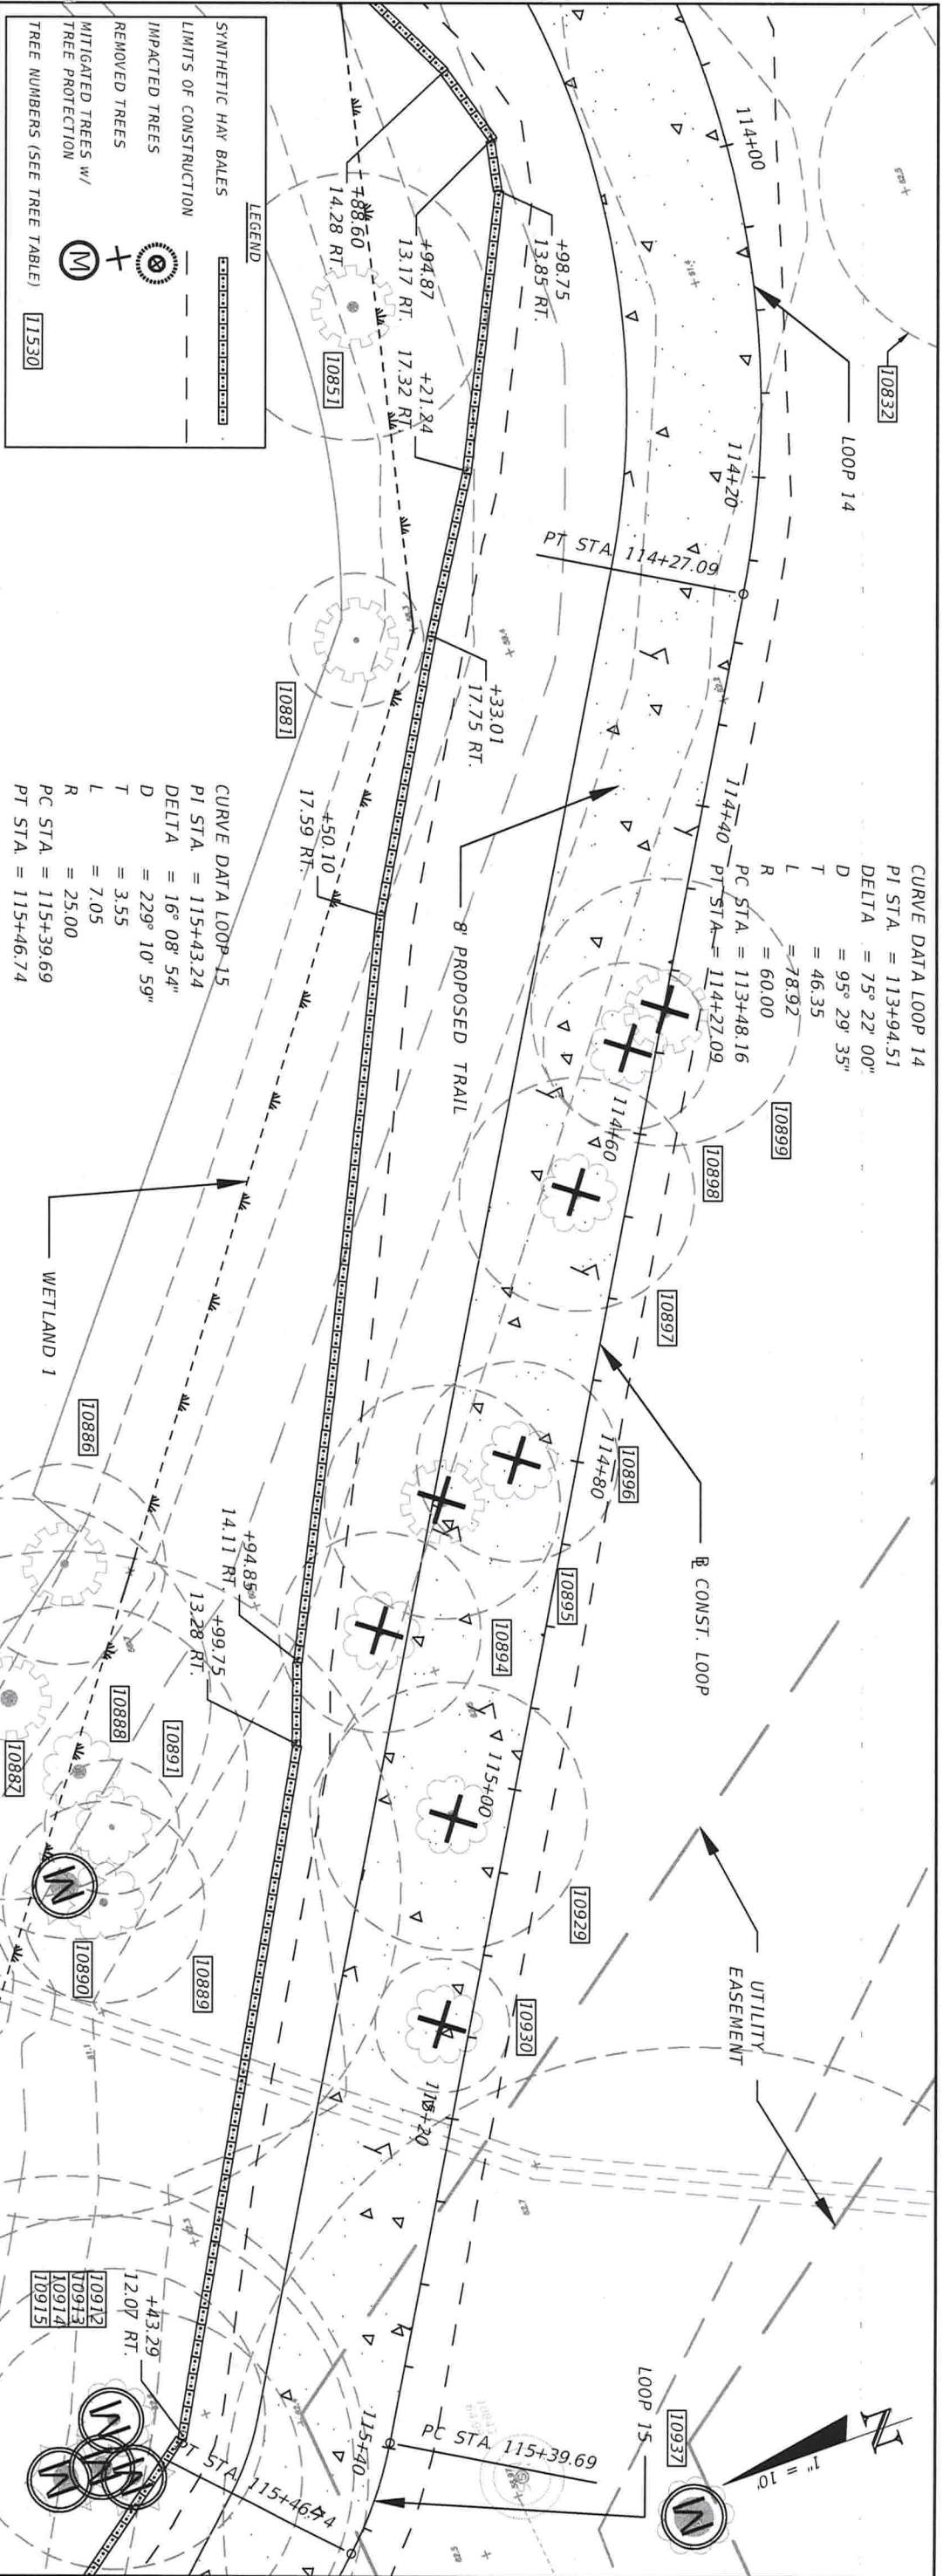 CURVE DATA LOOP 14
PI STA. = 113+94.51
DELTA = 75° 22' 00"
D = 95° 29' 35"
T = 46.35
L = 78.92
R = 60.00
PC STA. = 113+48.16
PT STA. = 114+27.09
10832
LOOP 14
114+00
114+20
PT STA. 114+27.09
114+40
114+60
114+80
115+00
115+20
115+40
10899
10898
10897
10896
10895
10894
10929
10930
10937
℄ CONST. LOOP
UTILITY
EASEMENT
N
1" = 10'
LOOP 15
PC STA. 115+39.69
PT STA. 115+46.74
8' PROPOSED TRAIL
+98.75
13.85 RT.
+94.87
13.17 RT.
+88.60
14.28 RT.
+21.24
17.32 RT.
+33.01
17.75 RT.
+50.10
17.59 RT.
+94.85
14.11 RT.
+99.75
13.28 RT.
+43.29
12.07 RT.
10851
10881
10886
10888
10891
10887
10890
10889
10912
10913
10914
10915
WETLAND 1
CURVE DATA LOOP 15
PI STA. = 115+43.24
DELTA = 16° 08' 54"
D = 229° 10' 59"
T = 3.55
L = 7.05
R = 25.00
PC STA. = 115+39.69
PT STA. = 115+46.74
LEGEND
SYNTHETIC HAY BALES
LIMITS OF CONSTRUCTION
IMPACTED TREES
REMOVED TREES
MITIGATED TREES w/
TREE PROTECTION
M
TREE NUMBERS (SEE TREE TABLE)
11530
M
M
M
M
M
M